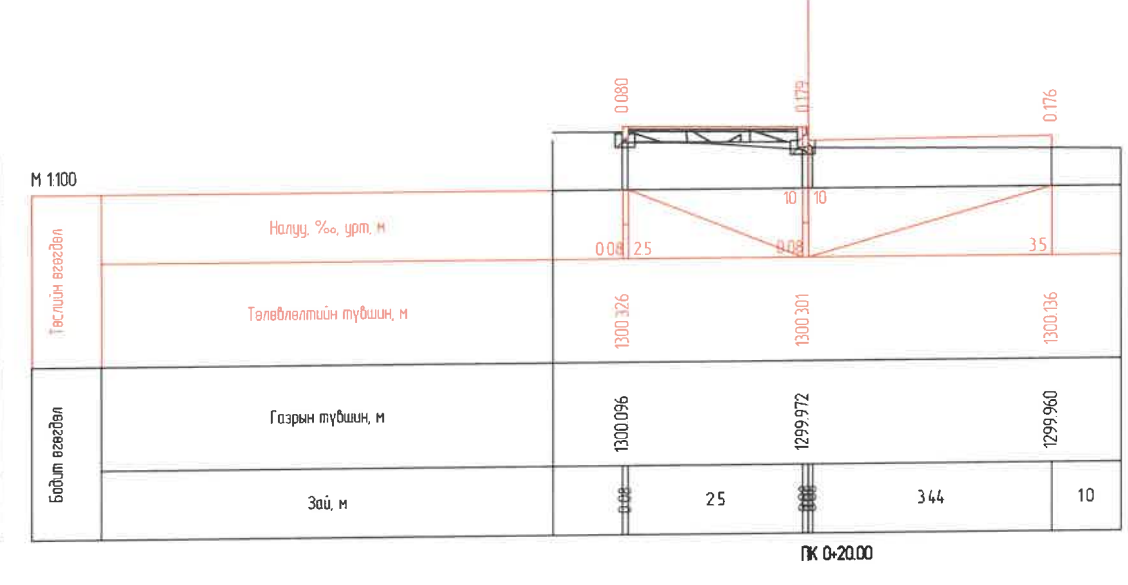 0.080
0.179
0.176
М 1:100
Төслийн өгөгдөл
Налуу, ‰, урт, м
0.08 25
0.08
10 10
35
Төлөвлөлтийн түвшин, м
1300.326
1300.301
1300.136
Бодит өгөгдөл
Газрын түвшин, м
1300.096
1299.972
1299.960
Зай, м
0.08
25
344
10
ПК 0+20.00